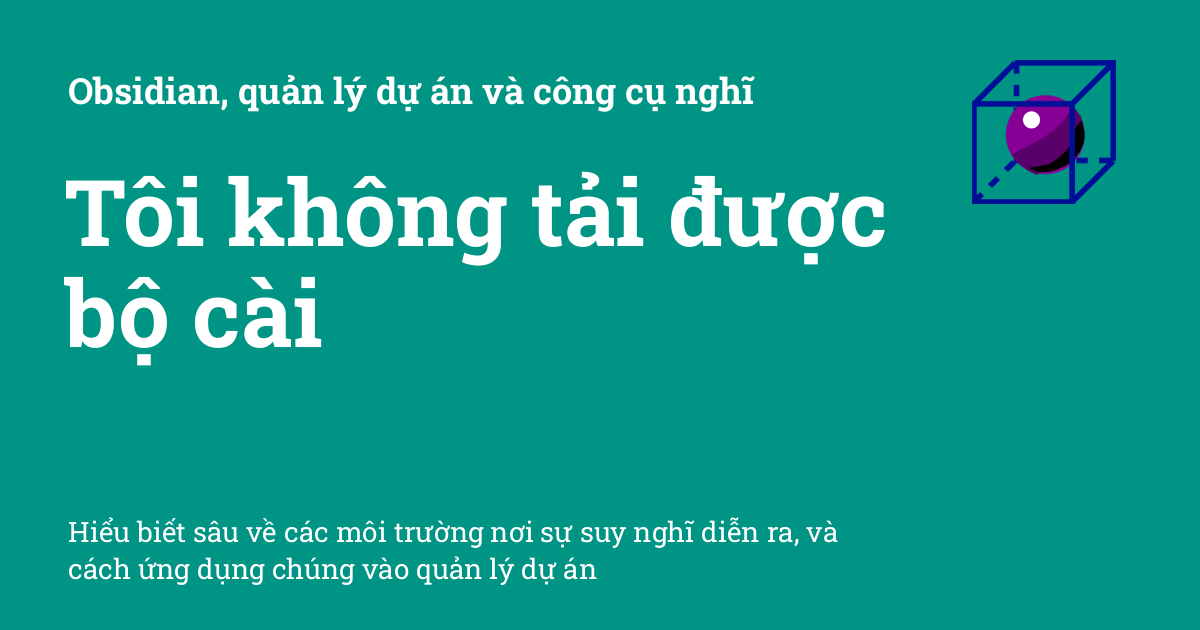 Obsidian, quản lý dự án và công cụ nghĩ
Tôi không tải được
bộ cài
Hiểu biết sâu về các môi trường nơi sự suy nghĩ diễn ra, và
cách ứng dụng chúng vào quản lý dự án